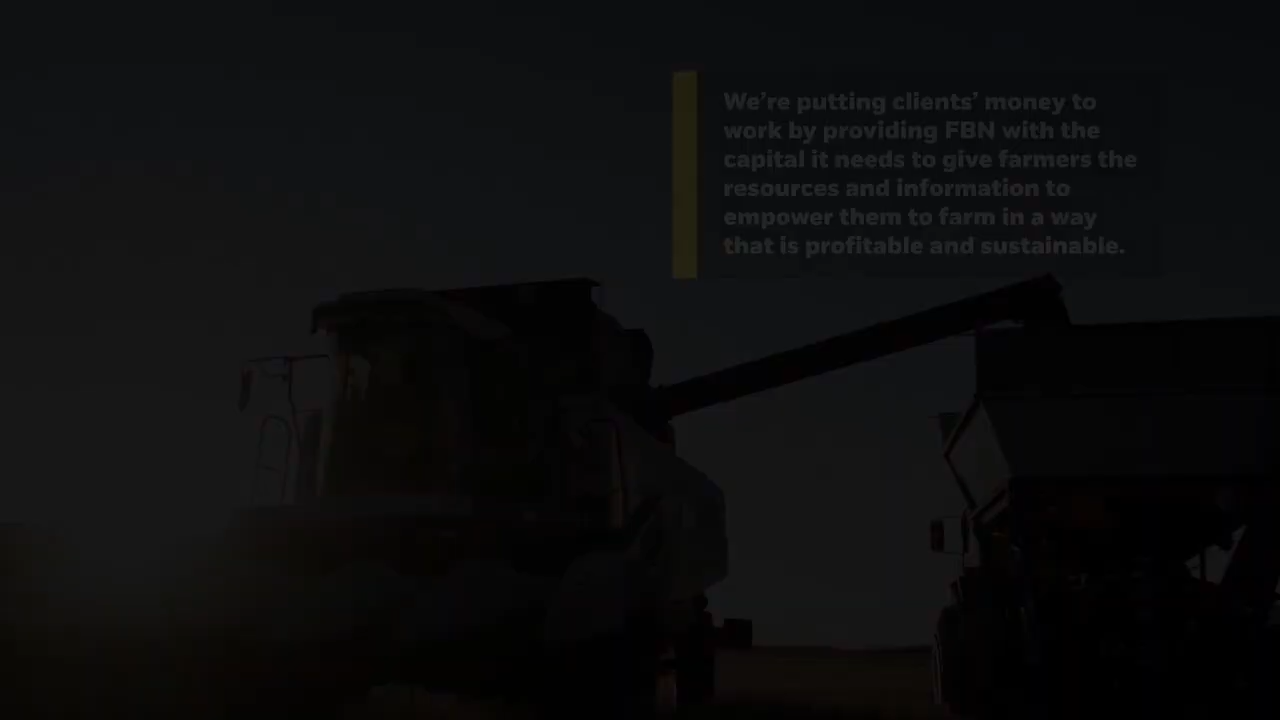 We’re putting clients’ money to
work by providing FBN with the
capital it needs to give farmers the
resources and information to
empower them to farm in a way
that is profitable and sustainable.